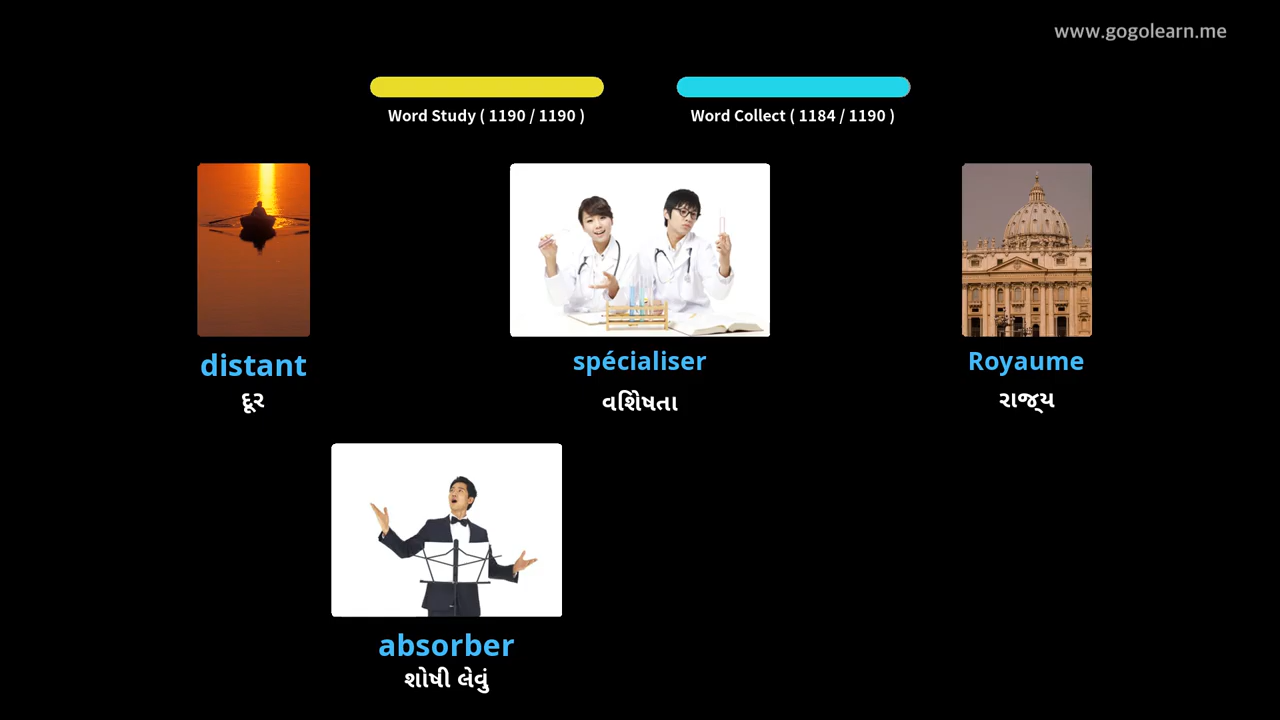 www.gogolearn.me
Word Study ( 1190 / 1190 )
Word Collect ( 1184 / 1190 )
distant
દૂર
spécialiser
વિશેિષતા
Royaume
રાજ્ય
absorber
શોષી લેવું